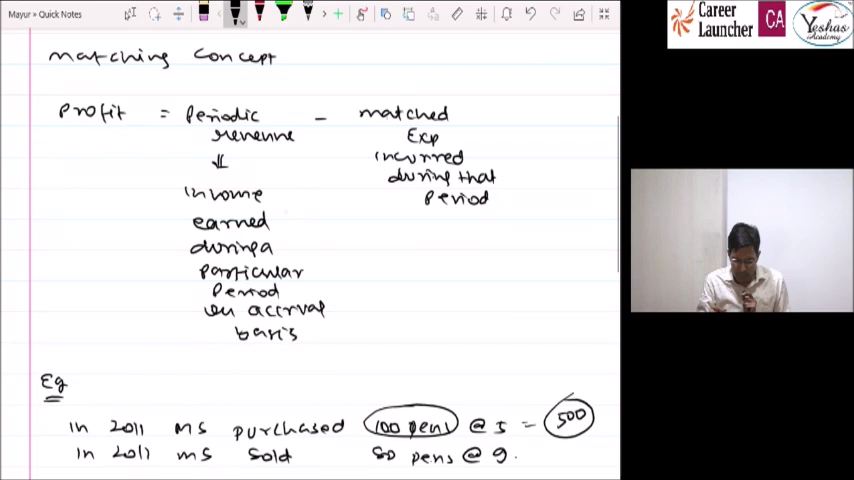 Mayur > Quick Notes
Career
Launcher
CA
Yeshas
Academy
matching concept
Profit = Periodic revenue - matched Exp incurred during that period
income
earned
during a
particular
period
on accrual
basis
Eg
in 2011 ms purchased 100 pens @ 5 = 500
in 2011 ms sold 80 pens @ 9.